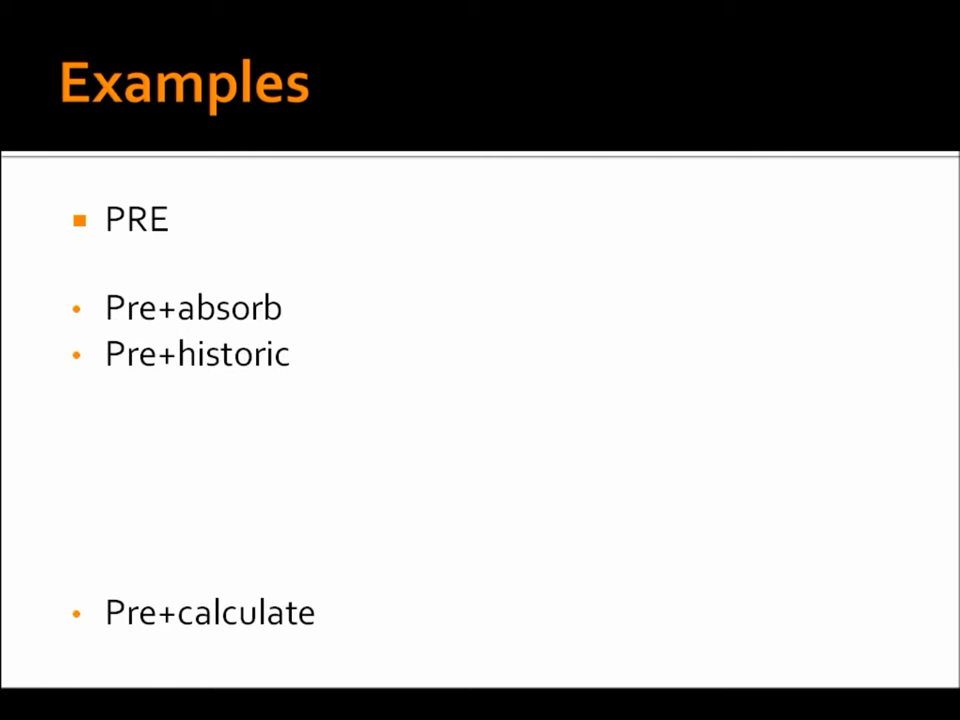 Examples
PRE
Pre+absorb
Pre+historic
Pre+calculate